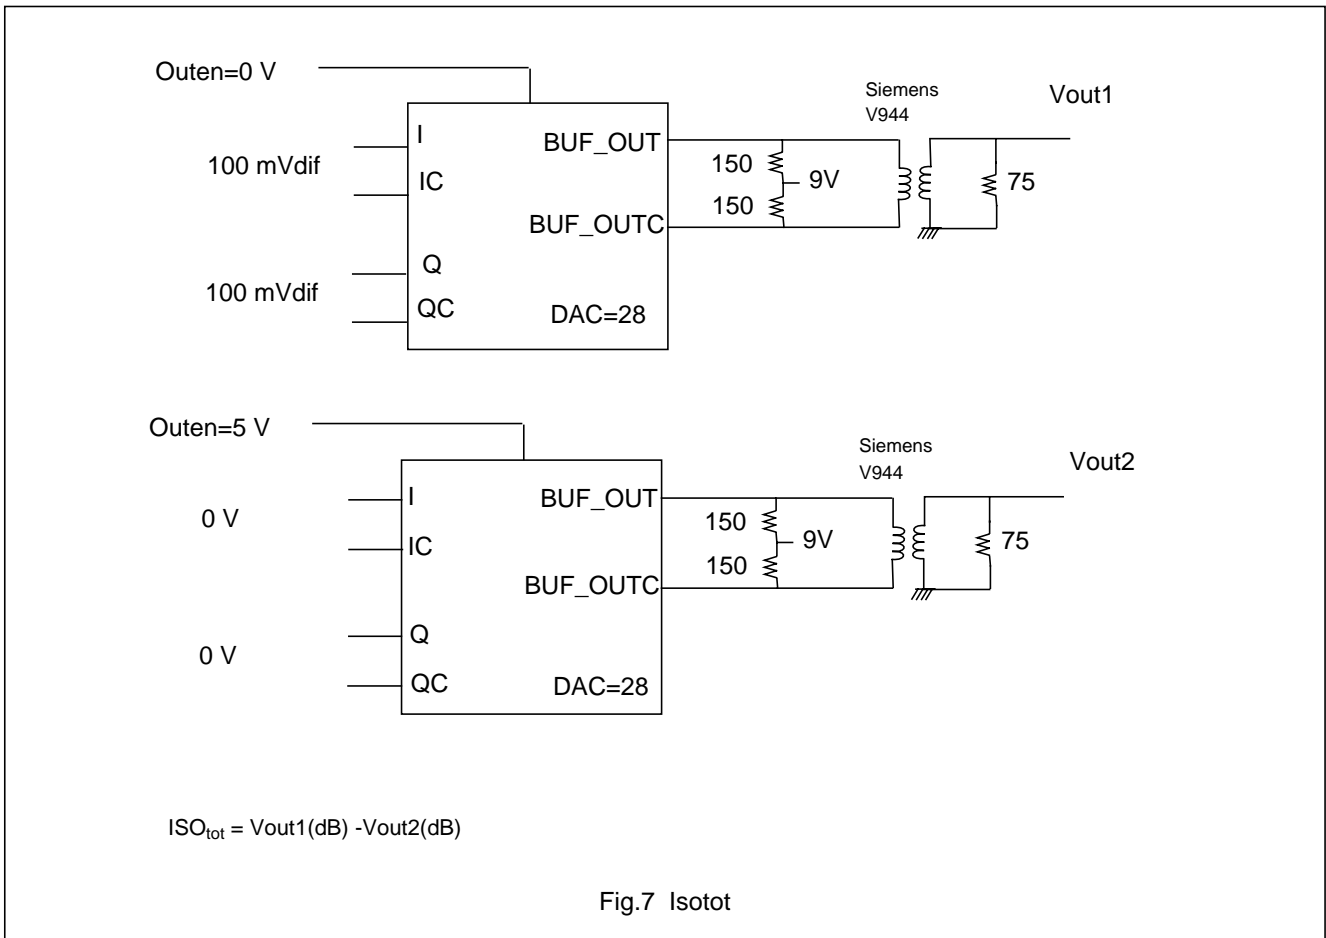 Outen=0 V
Siemens
V944
Vout1
I
BUF_OUT
100 mVdif
IC
150
9V
75
150
BUF_OUTC
Q
100 mVdif
QC
DAC=28
Outen=5 V
Siemens
V944
Vout2
I
BUF_OUT
0 V
IC
150
9V
75
150
BUF_OUTC
Q
0 V
QC
DAC=28
ISOtot = Vout1(dB) -Vout2(dB)
Fig.7 Isotot